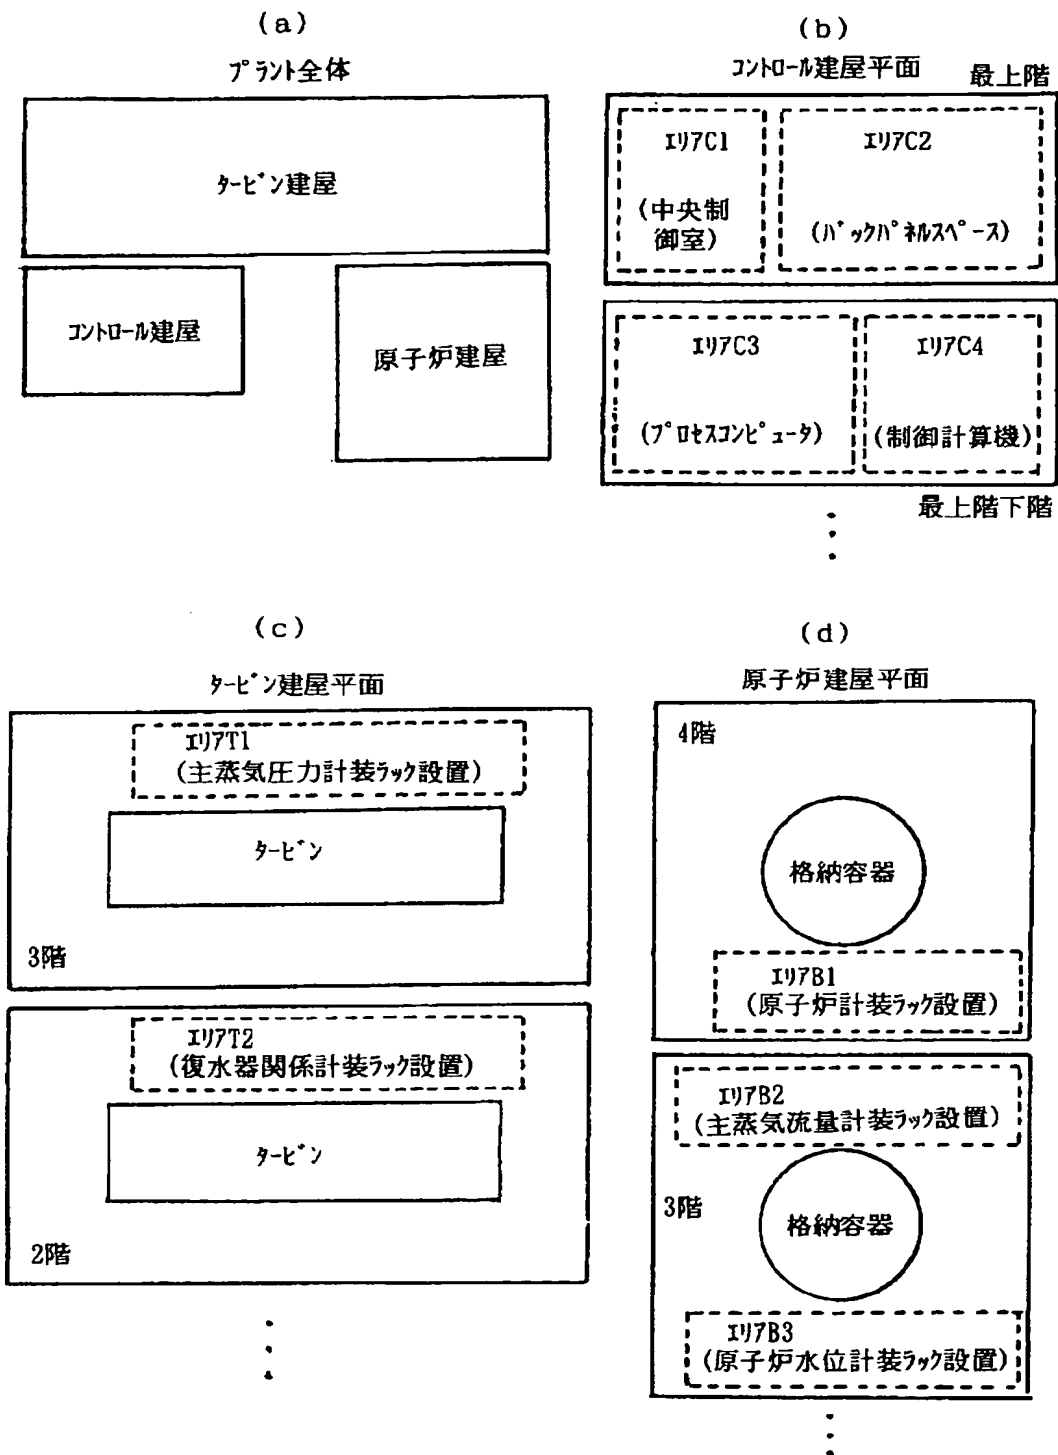 (a)
プラント全体
タービン建屋
コントロール建屋
原子炉建屋
(b)
コントロール建屋平面
最上階
エリアC1
(中央制
御室)
エリアC2
(バックパネルスペース)
エリアC3
(プロセスコンピュータ)
エリアC4
(制御計算機)
最上階下階
(c)
タービン建屋平面
エリアT1
(主蒸気圧力計装ラック設置)
タービン
3階
エリアT2
(復水器関係計装ラック設置)
タービン
2階
(d)
原子炉建屋平面
4階
格納容器
エリアB1
(原子炉計装ラック設置)
エリアB2
(主蒸気流量計装ラック設置)
3階
格納容器
エリアB3
(原子炉水位計装ラック設置)